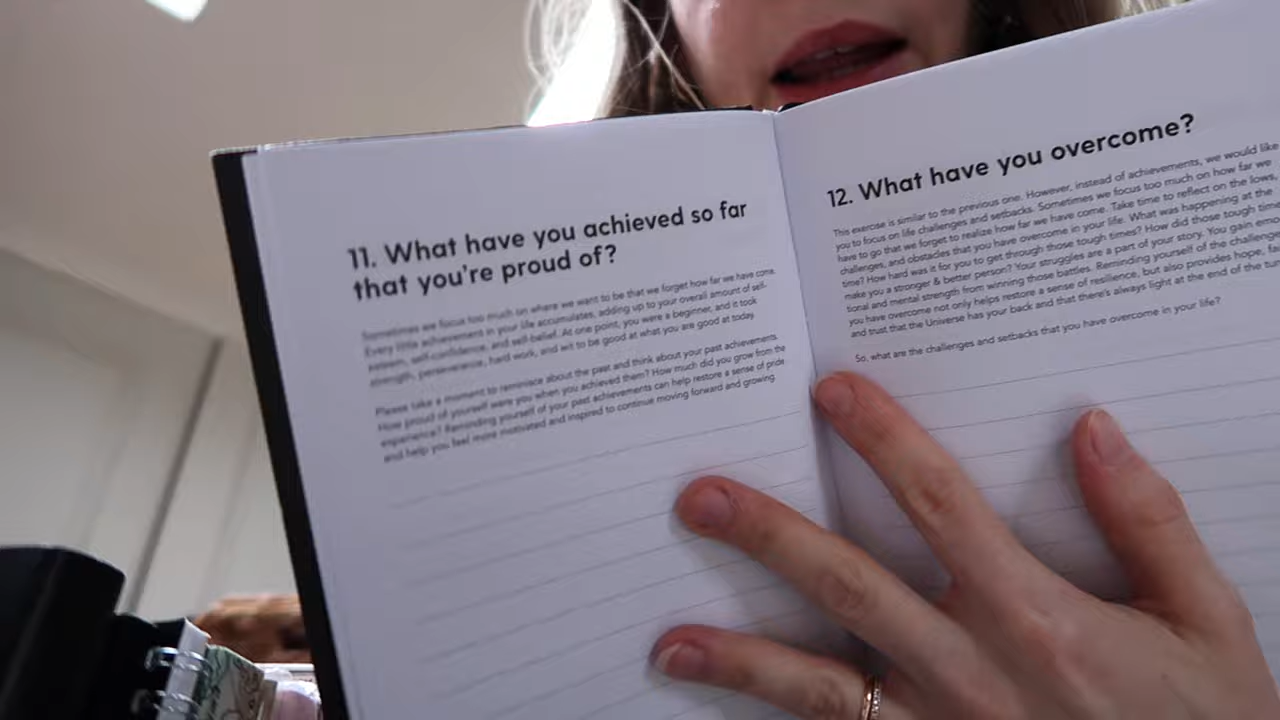 11. What have you achieved so far
that you're proud of?
Sometimes we focus too much on where we want to be that we forget how far we have come.
Every little achievement in your life accumulates, adding up to your overall amount of self-
esteem, self-confidence, and self-belief. At one point, you were a beginner, and it took
strength, perseverance, hard work, and wit to be good at what you are good at today.
Please take a moment to reminisce about the past and think about your past achievements.
How proud of yourself were you when you achieved them? How much did you grow from the
experience? Reminding yourself of your past achievements can help restore a sense of pride
and help you feel more motivated and inspired to continue moving forward and growing.
12. What have you overcome?
This exercise is similar to the previous one. However, instead of achievements, we would like
you to focus on life challenges and setbacks. Sometimes we focus too much on how far we
have to go that we forget to realize how far we have come. Take time to reflect on the lows,
challenges, and obstacles that you have overcome in your life. What was happening at the
time? How hard was it for you to get through those tough times? How did those tough time
make you a stronger & better person? Your struggles are a part of your story. You gain emo
tional and mental strength from winning those battles. Reminding yourself of the challenge
you have overcome not only helps restore a sense of resilience, but also provides hope, fa
and trust that the Universe has your back and that there's always light at the end of the tu
So, what are the challenges and setbacks that you have overcome in your life?